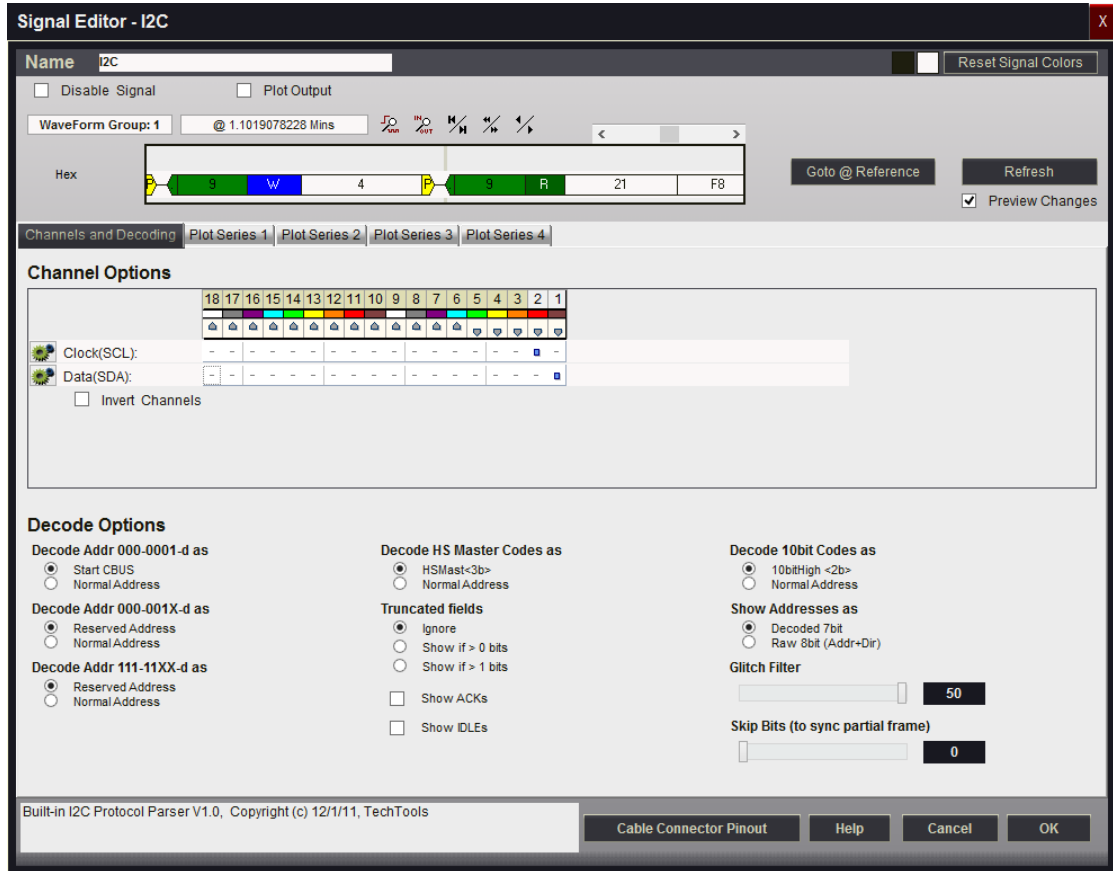 Signal Editor - I2C
X
Name I2C Reset Signal Colors
Disable Signal Plot Output
WaveForm Group: 1 @ 1.1019078228 Mins
IN OUT
< >
Hex P 9 W 4 P 9 R 21 F8
Goto @ Reference Refresh
Preview Changes
Channels and Decoding Plot Series 1 Plot Series 2 Plot Series 3 Plot Series 4
Channel Options
18 17 16 15 14 13 12 11 10 9 8 7 6 5 4 3 2 1
Clock(SCL): - - - - - - - - - - - - - - - - -
Data(SDA): - - - - - - - - - - - - - - - - -
Invert Channels
Decode Options
Decode Addr 000-0001-d as
Start CBUS
Normal Address
Decode Addr 000-001X-d as
Reserved Address
Normal Address
Decode Addr 111-11XX-d as
Reserved Address
Normal Address
Decode HS Master Codes as
HSMast<3b>
Normal Address
Truncated fields
Ignore
Show if > 0 bits
Show if > 1 bits
Show ACKs
Show IDLEs
Decode 10bit Codes as
10bitHigh <2b>
Normal Address
Show Addresses as
Decoded 7bit
Raw 8bit (Addr+Dir)
Glitch Filter
50
Skip Bits (to sync partial frame)
0
Built-in I2C Protocol Parser V1.0, Copyright (c) 12/1/11, TechTools
Cable Connector Pinout Help Cancel OK